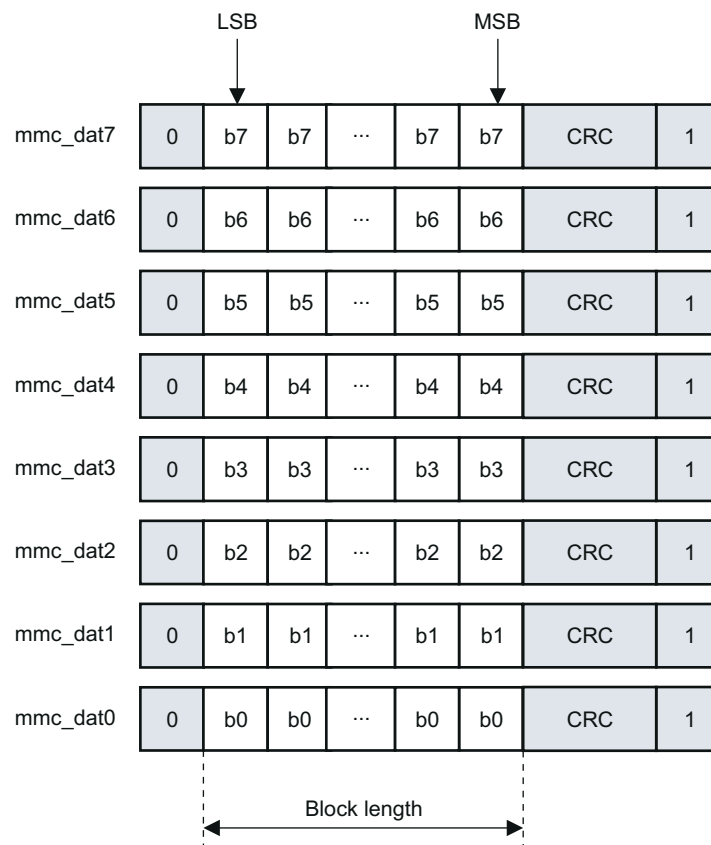 LSB MSB
mmc_dat7 0 b7 b7 ... b7 b7 CRC 1
mmc_dat6 0 b6 b6 ... b6 b6 CRC 1
mmc_dat5 0 b5 b5 ... b5 b5 CRC 1
mmc_dat4 0 b4 b4 ... b4 b4 CRC 1
mmc_dat3 0 b3 b3 ... b3 b3 CRC 1
mmc_dat2 0 b2 b2 ... b2 b2 CRC 1
mmc_dat1 0 b1 b1 ... b1 b1 CRC 1
mmc_dat0 0 b0 b0 ... b0 b0 CRC 1
Block length